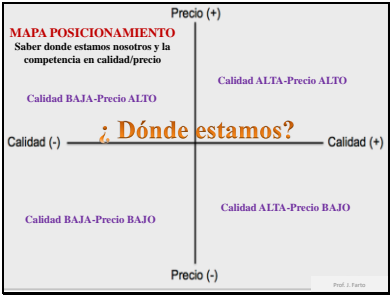 Precio (+)
MAPA POSICIONAMIENTO
Saber donde estamos nosotros y la
competencia en calidad/precio
Calidad ALTA-Precio ALTO
Calidad BAJA-Precio ALTO
¿ Dónde estamos?
Calidad (-)
Calidad (+)
Calidad ALTA-Precio BAJO
Calidad BAJA-Precio BAJO
Precio (-)
Prof. J. Farto